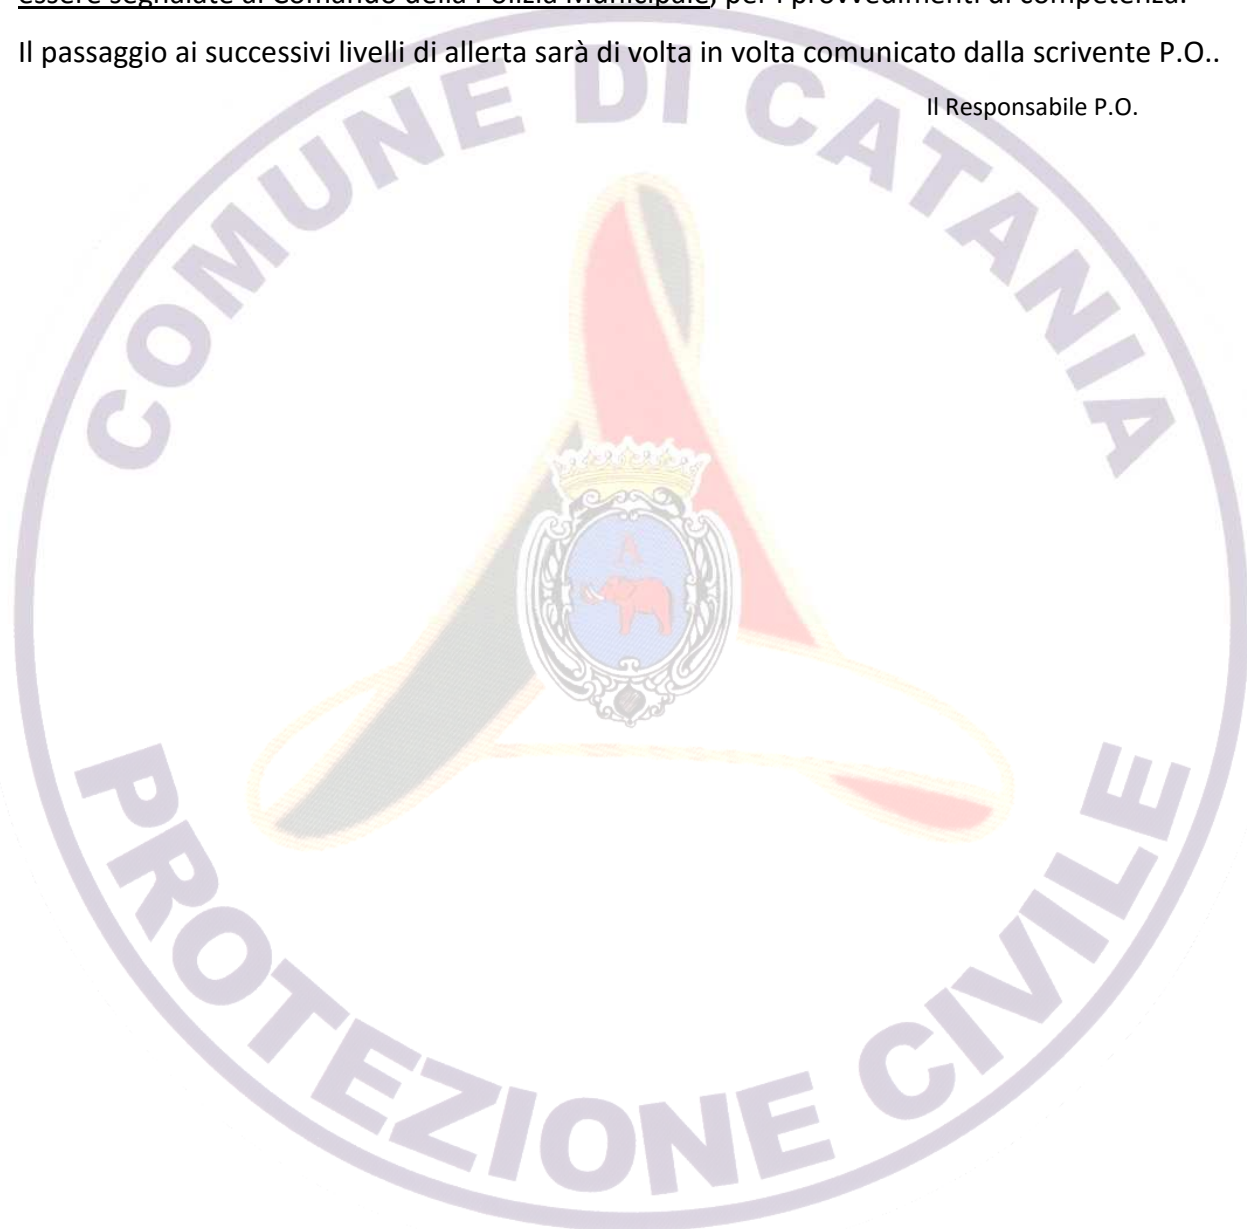 essere segnalate al Comando della Polizia Municipale, per i provvedimenti di competenza.
Il passaggio ai successivi livelli di allerta sarà di volta in volta comunicato dalla scrivente P.O..
Il Responsabile P.O.
COMUNE DI CATANIA
A
PROTEZIONE CIVILE